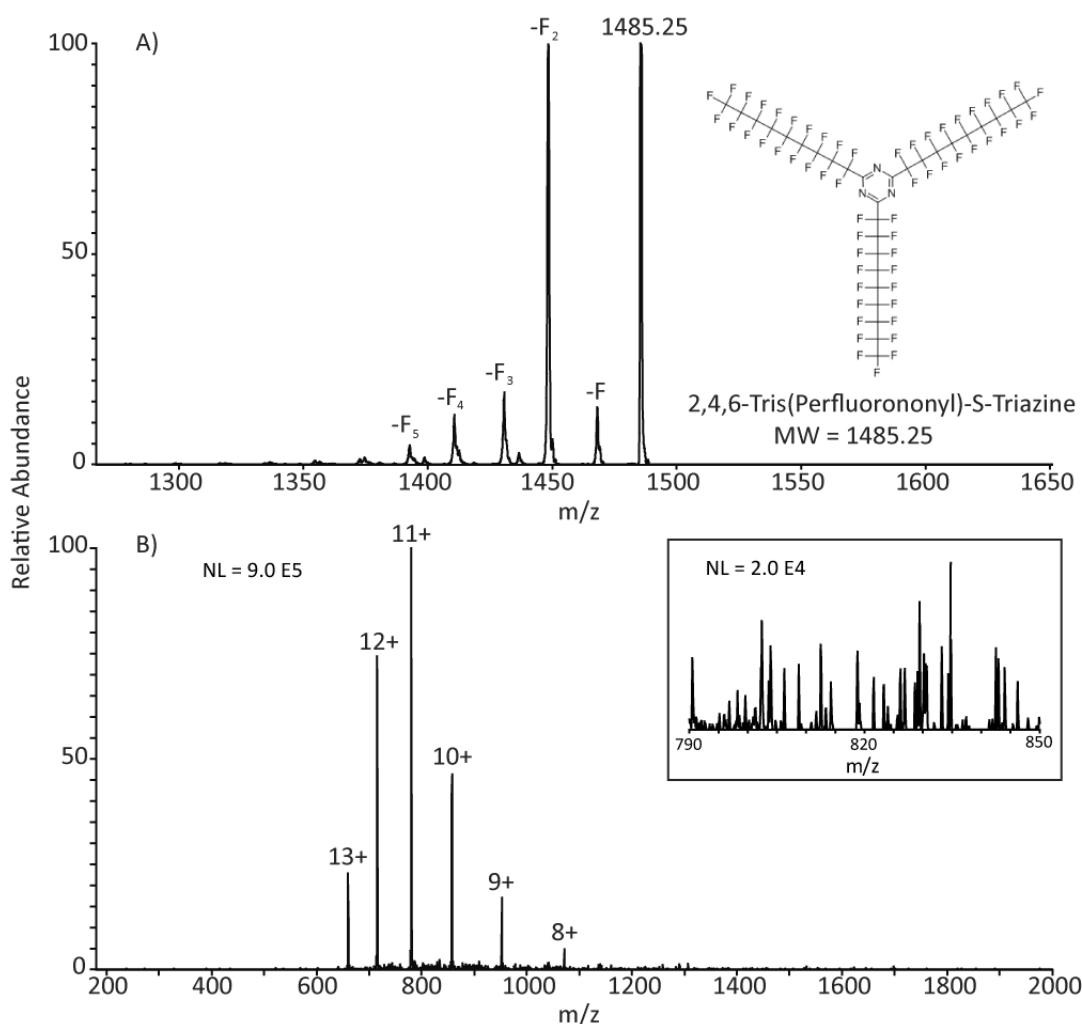 A)
-F₂
1485.25
100
50
0
-F₅
-F₄
-F₃
-F
1300
1350
1400
1450
1500
1550
1600
1650
m/z
F F F F F F F F F F F F F F F F F F F
F F F F F F F F F F F F F F F F F F F
N
N N
F F
F F
F F
F F
F F
F F
F F
F F
F F
F
2,4,6-Tris(Perfluorononyl)-S-Triazine
MW = 1485.25
Relative Abundance
B)
NL = 9.0 E5
100
50
0
13+
12+
11+
10+
9+
8+
200
400
600
800
1000
1200
1400
1600
1800
2000
m/z
NL = 2.0 E4
790
820
850
m/z